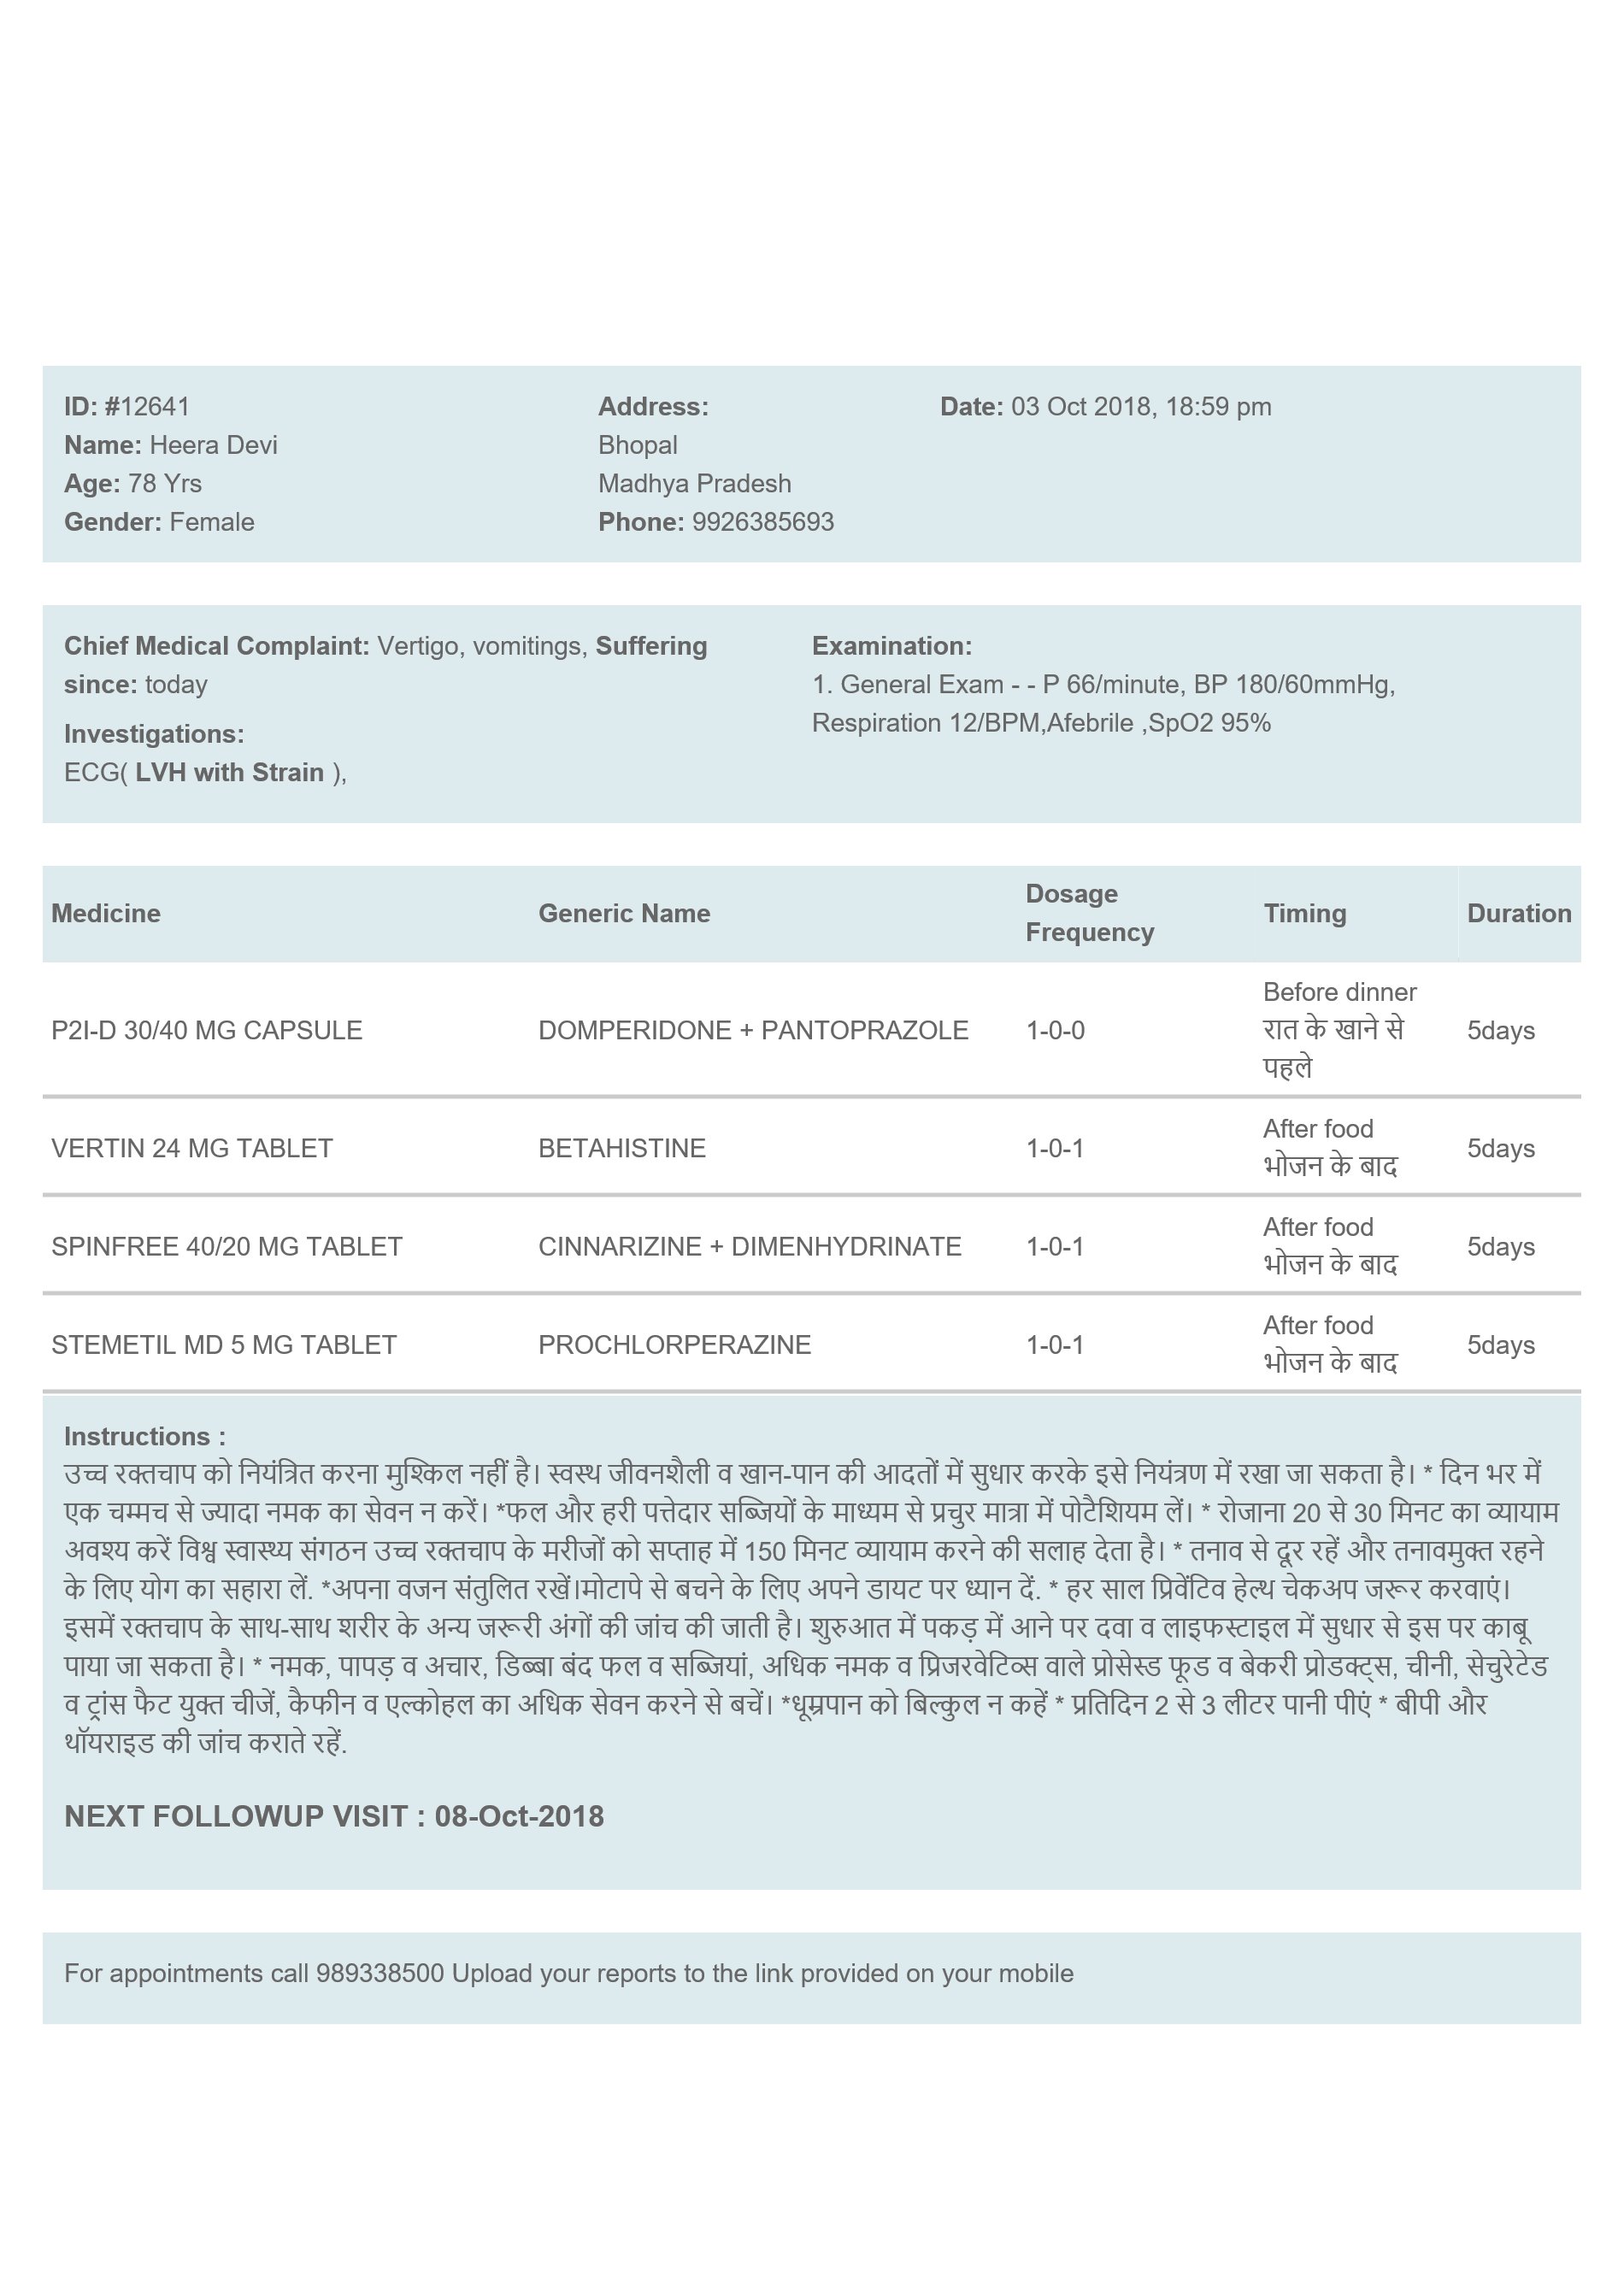 ID: #12641
Name: Heera Devi
Age: 78 Yrs
Gender: Female
Address:
Bhopal
Madhya Pradesh
Phone: 9926385693
Date: 03 Oct 2018, 18:59 pm
Chief Medical Complaint: Vertigo, vomitings, Suffering
since: today
Investigations:
ECG( LVH with Strain ),
Examination:
1. General Exam - - P 66/minute, BP 180/60mmHg,
Respiration 12/BPM,Afebrile ,SpO2 95%
Medicine Generic Name Dosage Frequency Timing Duration
P2I-D 30/40 MG CAPSULE DOMPERIDONE + PANTOPRAZOLE 1-0-0 Before dinner रात के खाने से पहले 5days
VERTIN 24 MG TABLET BETAHISTINE 1-0-1 After food भोजन के बाद 5days
SPINFREE 40/20 MG TABLET CINNARIZINE + DIMENHYDRINATE 1-0-1 After food भोजन के बाद 5days
STEMETIL MD 5 MG TABLET PROCHLORPERAZINE 1-0-1 After food भोजन के बाद 5days
Instructions :
उच्च रक्तचाप को नियंत्रित करना मुश्किल नहीं है। स्वस्थ जीवनशैली व खान-पान की आदतों में सुधार करके इसे नियंत्रण में रखा जा सकता है। * दिन भर में
एक चम्मच से ज्यादा नमक का सेवन न करें। *फल और हरी पत्तेदार सब्जियों के माध्यम से प्रचुर मात्रा में पोटैशियम लें। * रोजाना 20 से 30 मिनट का व्यायाम
अवश्य करें विश्व स्वास्थ्य संगठन उच्च रक्तचाप के मरीजों को सप्ताह में 150 मिनट व्यायाम करने की सलाह देता है। * तनाव से दूर रहें और तनावमुक्त रहने
के लिए योग का सहारा लें. *अपना वजन संतुलित रखें।मोटापे से बचने के लिए अपने डायट पर ध्यान दें. * हर साल प्रिवेंटिव हेल्थ चेकअप जरूर करवाएं।
इसमें रक्तचाप के साथ-साथ शरीर के अन्य जरूरी अंगों की जांच की जाती है। शुरुआत में पकड़ में आने पर दवा व लाइफस्टाइल में सुधार से इस पर काबू
पाया जा सकता है। * नमक, पापड़ व अचार, डिब्बा बंद फल व सब्जियां, अधिक नमक व प्रिजरवेटिव्स वाले प्रोसेस्ड फूड व बेकरी प्रोडक्ट्स, चीनी, सेचुरेटेड
व ट्रांस फैट युक्त चीजें, कैफीन व एल्कोहल का अधिक सेवन करने से बचें। *धूम्रपान को बिल्कुल न कहें * प्रतिदिन 2 से 3 लीटर पानी पीएं * बीपी और
थॉयराइड की जांच कराते रहें.
NEXT FOLLOWUP VISIT : 08-Oct-2018
For appointments call 989338500 Upload your reports to the link provided on your mobile